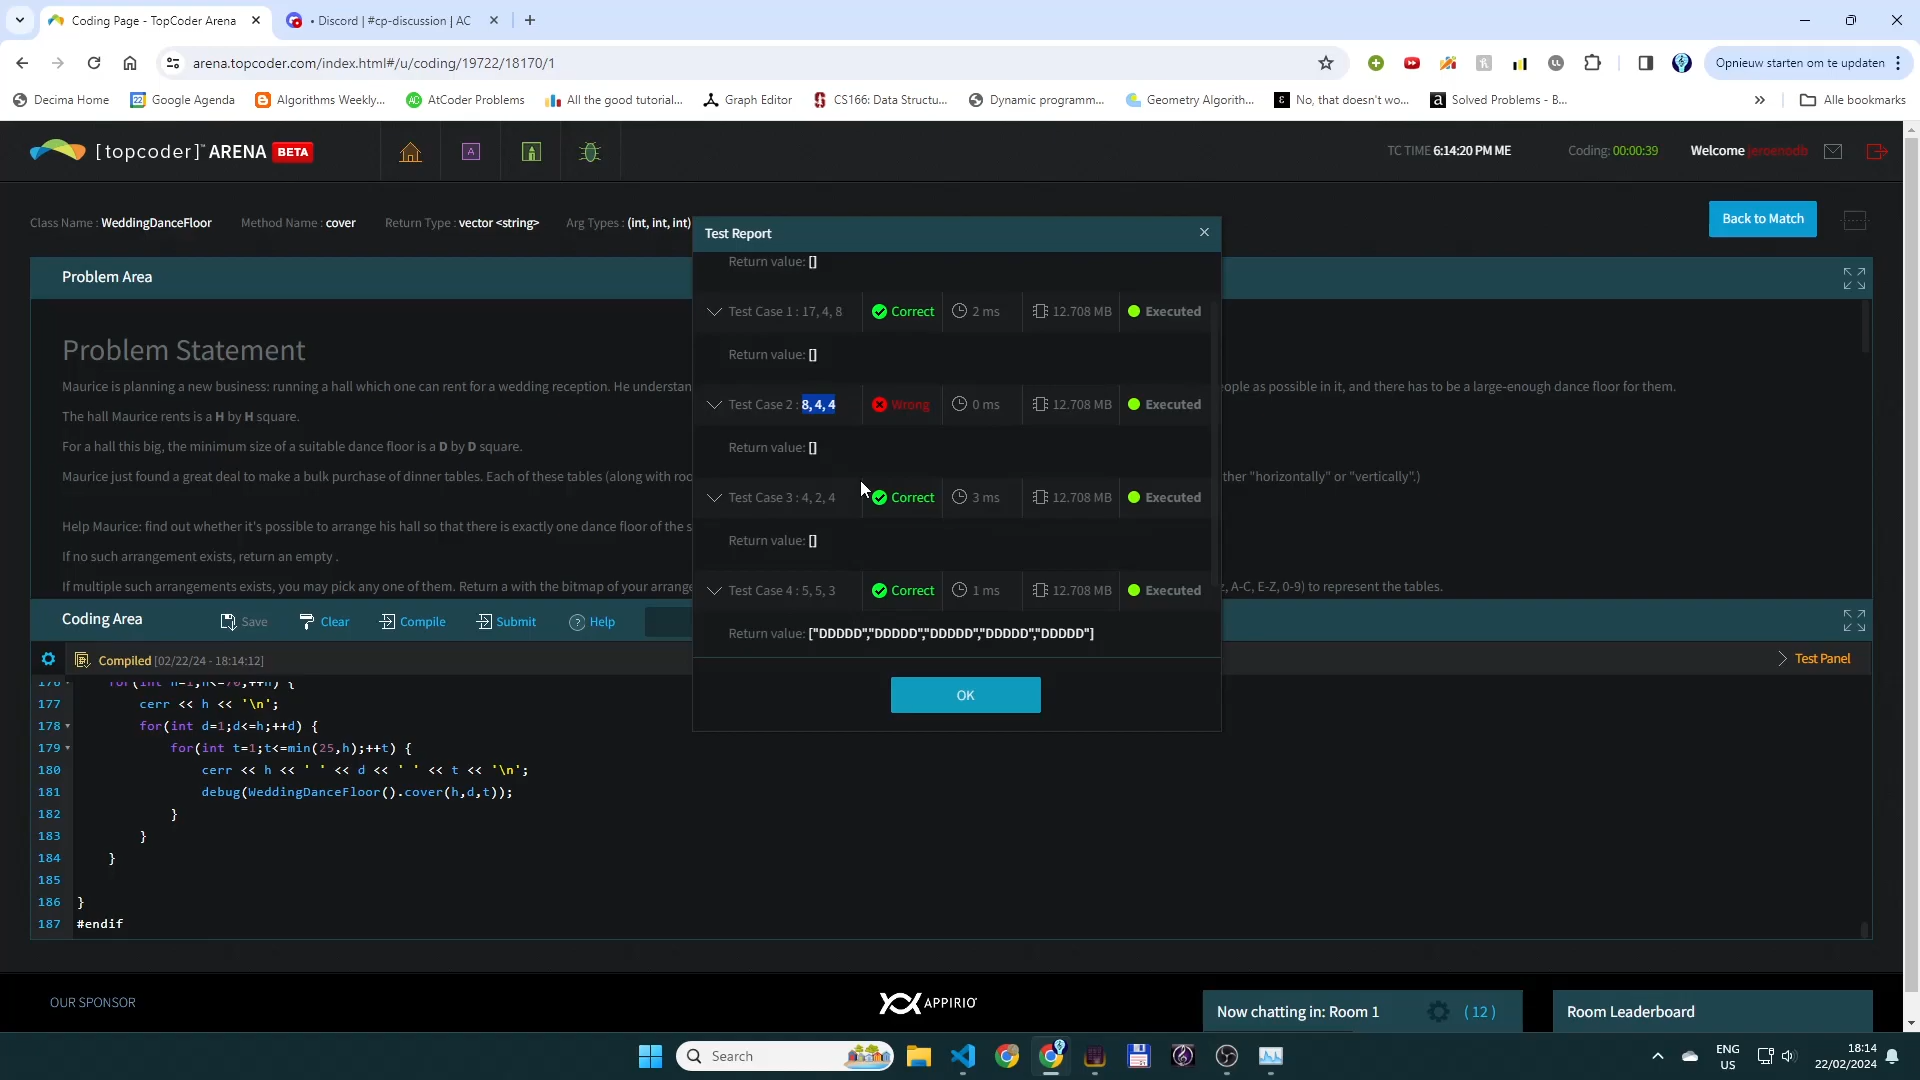 Coding Page - TopCoder Arena
• Discord | #cp-discussion | AC
arena.topcoder.com/index.html#/u/coding/19722/18170/1
Opnieuw starten om te updaten
Decima Home
Google Agenda
Algorithms Weekly...
AtCoder Problems
All the good tutorial...
Graph Editor
CS166: Data Structu...
Dynamic programm...
Geometry Algorith...
No, that doesn't wo...
Solved Problems - B...
Alle bookmarks
[topcoder]™ ARENA BETA
TC TIME 6:14:20 PM ME
Coding: 00:00:39
Welcome jeroenodb
Class Name : WeddingDanceFloor
Method Name : cover
Return Type : vector <string>
Arg Types : (int, int, int)
Back to Match
Problem Area
Problem Statement
Maurice is planning a new business: running a hall which one can rent for a wedding reception. He understan
ople as possible in it, and there has to be a large-enough dance floor for them.
The hall Maurice rents is a H by H square.
For a hall this big, the minimum size of a suitable dance floor is a D by D square.
Maurice just found a great deal to make a bulk purchase of dinner tables. Each of these tables (along with roo
ther "horizontally" or "vertically".)
Help Maurice: find out whether it's possible to arrange his hall so that there is exactly one dance floor of the s
If no such arrangement exists, return an empty .
If multiple such arrangements exists, you may pick any one of them. Return a with the bitmap of your arrange
z, A-C, E-Z, 0-9) to represent the tables.
Test Report
Return value: []
Test Case 1 : 17, 4, 8
Correct
2 ms
12.708 MB
Executed
Return value: []
Test Case 2 : 8, 4, 4
Wrong
0 ms
12.708 MB
Executed
Return value: []
Test Case 3 : 4, 2, 4
Correct
3 ms
12.708 MB
Executed
Return value: []
Test Case 4 : 5, 5, 3
Correct
1 ms
12.708 MB
Executed
Return value: ["DDDDD","DDDDD","DDDDD","DDDDD","DDDDD"]
OK
Coding Area
Save
Clear
Compile
Submit
Help
Compiled [02/22/24 - 18:14:12]
Test Panel
176 for(int h=1;h<=70;++h) {
177 cerr << h << '\n';
178 for(int d=1;d<=h;++d) {
179 for(int t=1;t<=min(25,h);++t) {
180 cerr << h << ' ' << d << ' ' << t << '\n';
181 debug(WeddingDanceFloor().cover(h,d,t));
182 }
183 }
184 }
185
186 }
187 #endif
OUR SPONSOR
APPIRIO
Now chatting in: Room 1
( 12 )
Room Leaderboard
Search
ENG
US
18:14
22/02/2024